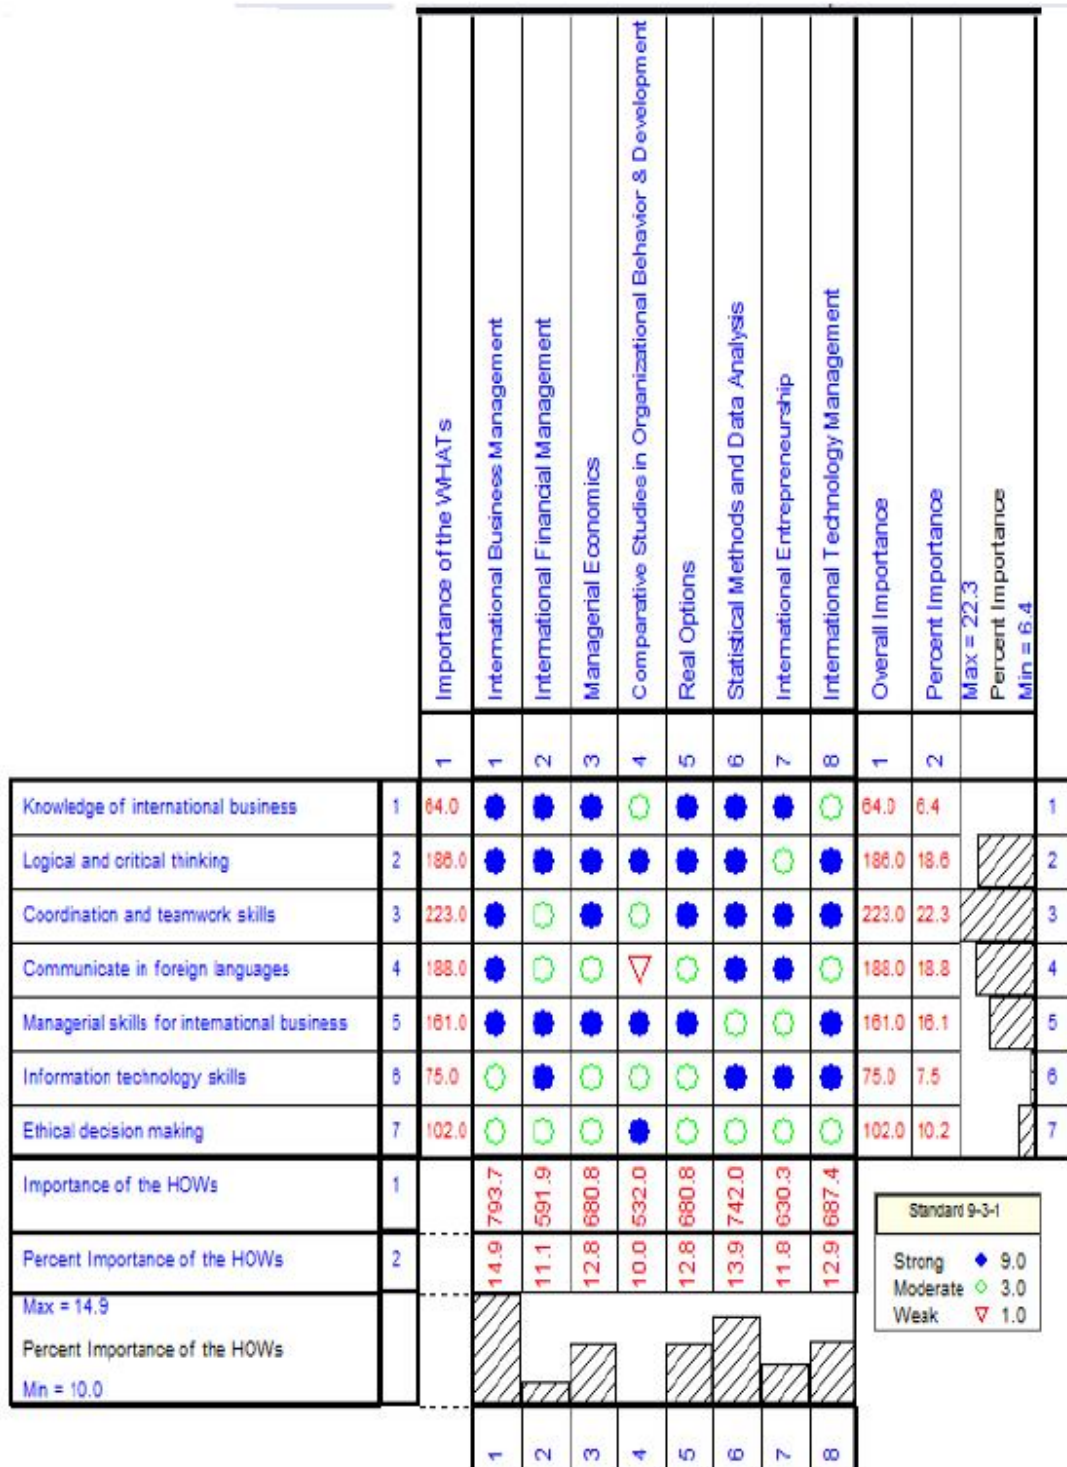 Importance of the WHATs
International Business Management
International Financial Management
Managerial Economics
Comparative Studies in Organizational Behavior & Development
Real Options
Statistical Methods and Data Analysis
International Entrepreneurship
International Technology Management
Overall Importance
Percent Importance
Max = 22.3
Percent Importance
Min = 6.4
1 1 2 3 4 5 6 7 8 1 2
Knowledge of international business 1 64.0 64.0 6.4 1
Logical and critical thinking 2 186.0 186.0 18.6 2
Coordination and teamwork skills 3 223.0 223.0 22.3 3
Communicate in foreign languages 4 188.0 188.0 18.8 4
Managerial skills for international business 5 161.0 161.0 16.1 5
Information technology skills 6 75.0 75.0 7.5 6
Ethical decision making 7 102.0 102.0 10.2 7
Importance of the HOWs 1 793.7 591.9 680.8 532.0 680.8 742.0 630.3 687.4
Percent Importance of the HOWs 2 14.9 11.1 12.8 10.0 12.8 13.9 11.8 12.9
Max = 14.9
Percent Importance of the HOWs
Min = 10.0
1 2 3 4 5 6 7 8
Standard 9-3-1
Strong 9.0
Moderate 3.0
Weak 1.0